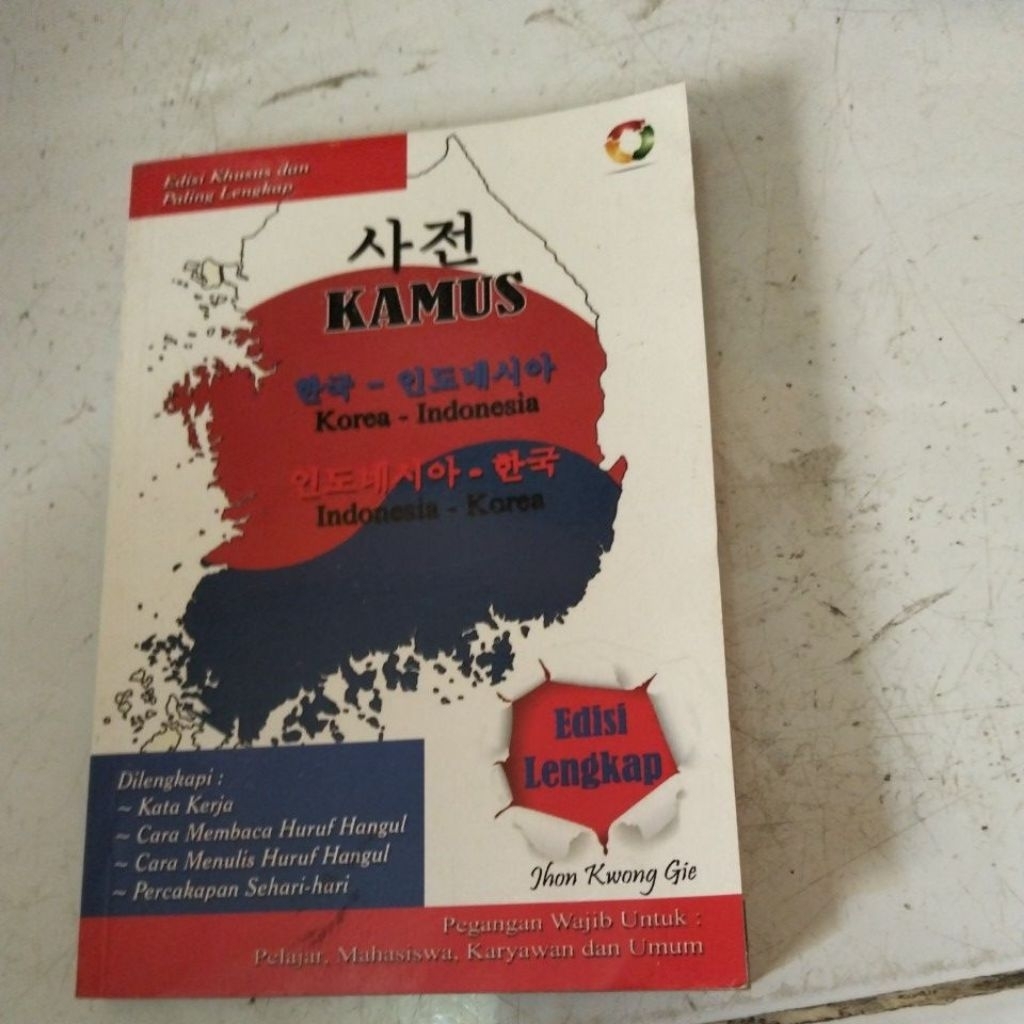 Edisi Khusus dan
Paling Lengkap
사전
KAMUS
한국 - 인도네시아
Korea - Indonesia
인도네시아 - 한국
Indonesia - Korea
Edisi
Lengkap
Dilengkapi :
~ Kata Kerja
~ Cara Membaca Huruf Hangul
~ Cara Menulis Huruf Hangul
~ Percakapan Sehari-hari
Jhon Kwong Gie
Pegangan Wajib Untuk :
Pelajar, Mahasiswa, Karyawan dan Umum